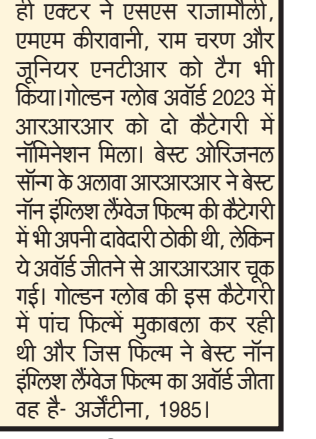 ही एक्टर ने एसएस राजामौली,
एमएम कीरावानी, राम चरण और
जूनियर एनटीआर को टैग भी
किया।गोल्डन ग्लोब अवॉर्ड 2023 में
आरआरआर को दो कैटेगरी में
नॉमिनेशन मिला। बेस्ट ओरिजनल
सॉन्ग के अलावा आरआरआर ने बेस्ट
नॉन इंग्लिश लैंग्वेज फिल्म की कैटेगरी
में भी अपनी दावेदारी ठोकी थी, लेकिन
ये अवॉर्ड जीतने से आरआरआर चूक
गई। गोल्डन ग्लोब की इस कैटेगरी
में पांच फिल्में मुकाबला कर रही
थी और जिस फिल्म ने बेस्ट नॉन
इंग्लिश लैंग्वेज फिल्म का अवॉर्ड जीता
वह है- अर्जेंटीना, 1985।